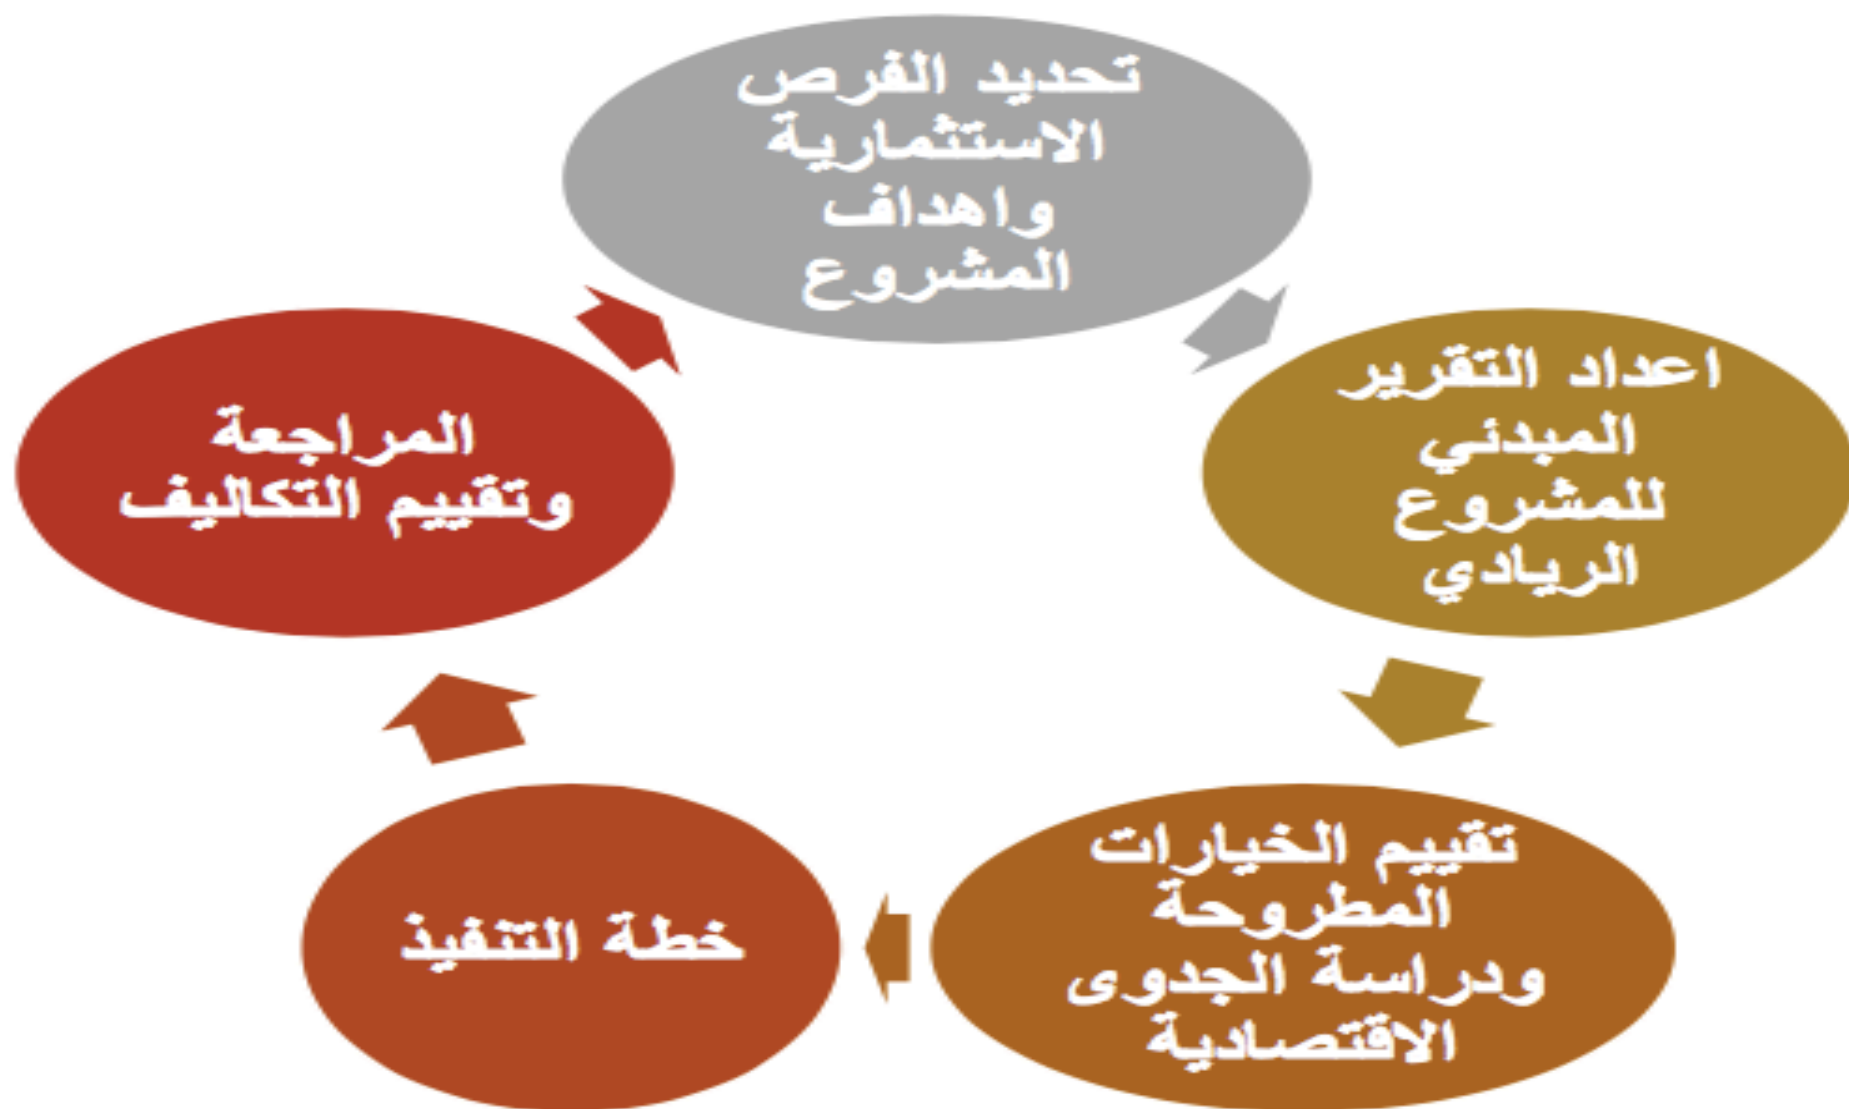 تحديد الفرص
الاستثمارية
واهداف
المشروع
اعداد التقرير
المبدئي
للمشروع
الريادي
تقييم الخيارات
المطروحة
ودراسة الجدوى
الاقتصادية
خطة التنفيذ
المراجعة
وتقييم التكاليف